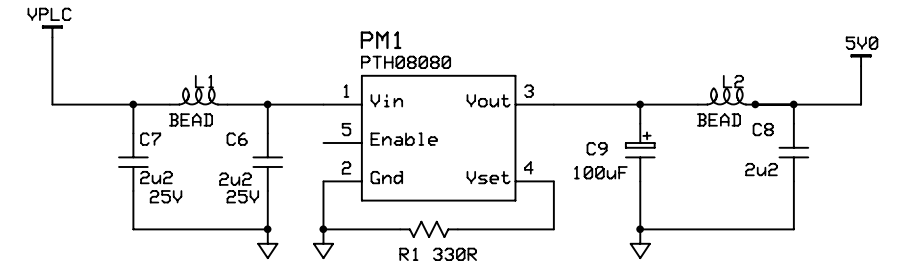 VPLC
PM1
PTH08080
5V0
L1
BEAD
1
Vin
Vout
3
L2
BEAD
5
Enable
C7
2u2
25V
C6
2u2
25V
2
Gnd
Vset
4
C9
+
100uF
C8
2u2
R1 330R